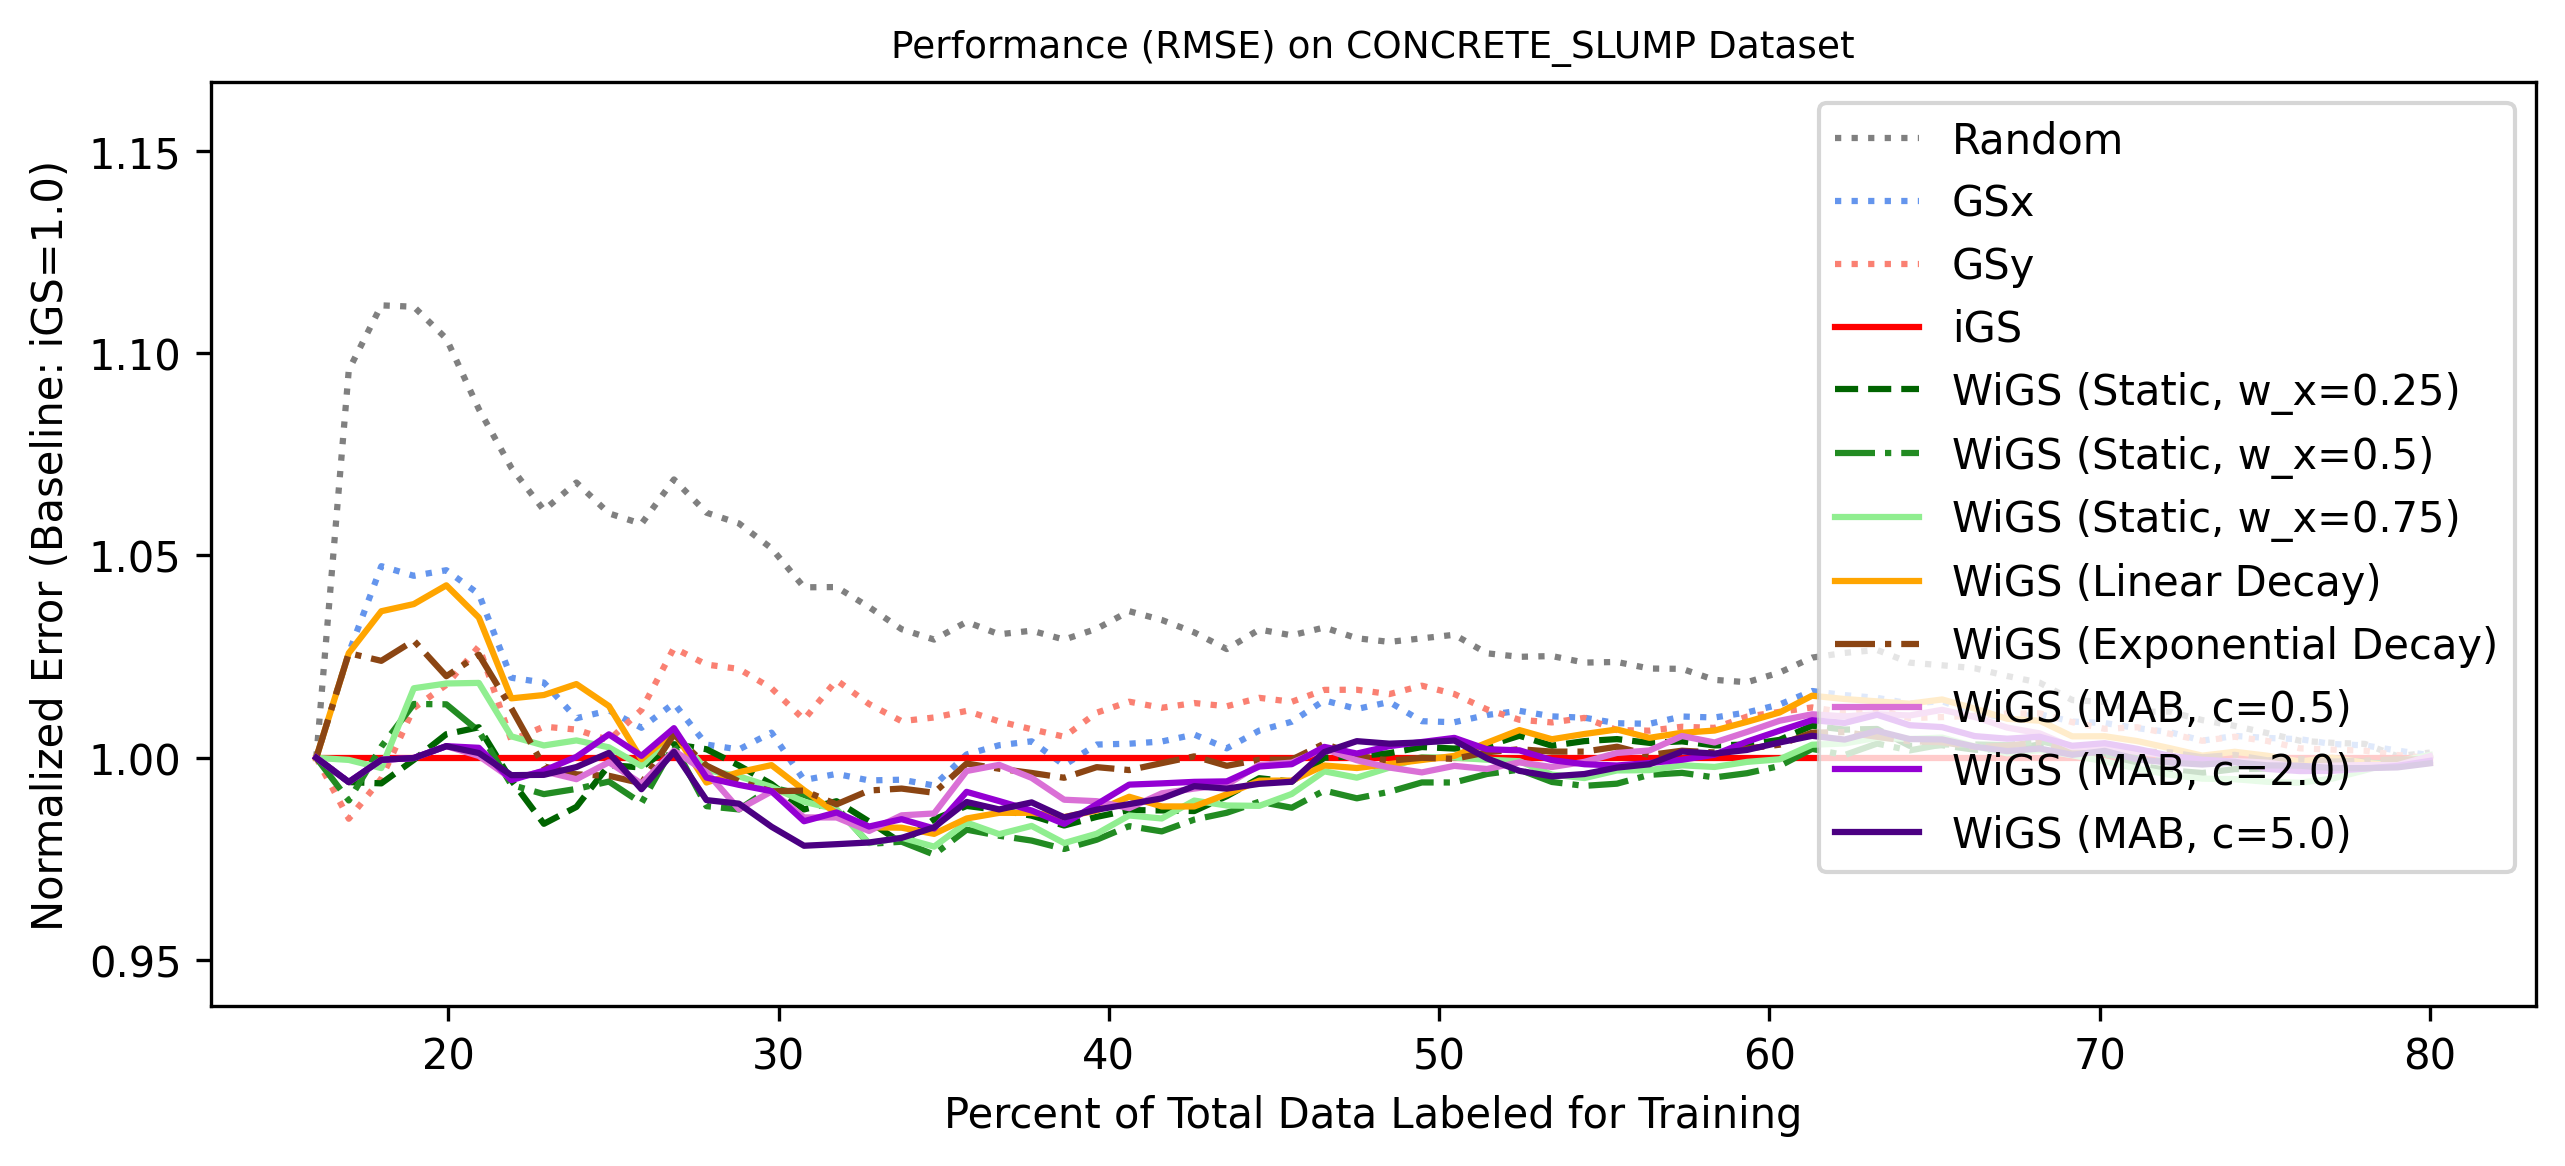 Performance (RMSE) on CONCRETE_SLUMP Dataset
Normalized Error (Baseline: iGS=1.0)
1.15
1.10
1.05
1.00
0.95
Random
GSx
GSy
iGS
WiGS (Static, w_x=0.25)
WiGS (Static, w_x=0.5)
WiGS (Static, w_x=0.75)
WiGS (Linear Decay)
WiGS (Exponential Decay)
WiGS (MAB, c=0.5)
WiGS (MAB, c=2.0)
WiGS (MAB, c=5.0)
20 30 40 50 60 70 80
Percent of Total Data Labeled for Training